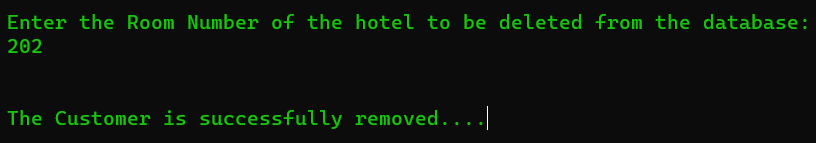 Enter the Room Number of the hotel to be deleted from the database:
202
The Customer is successfully removed....